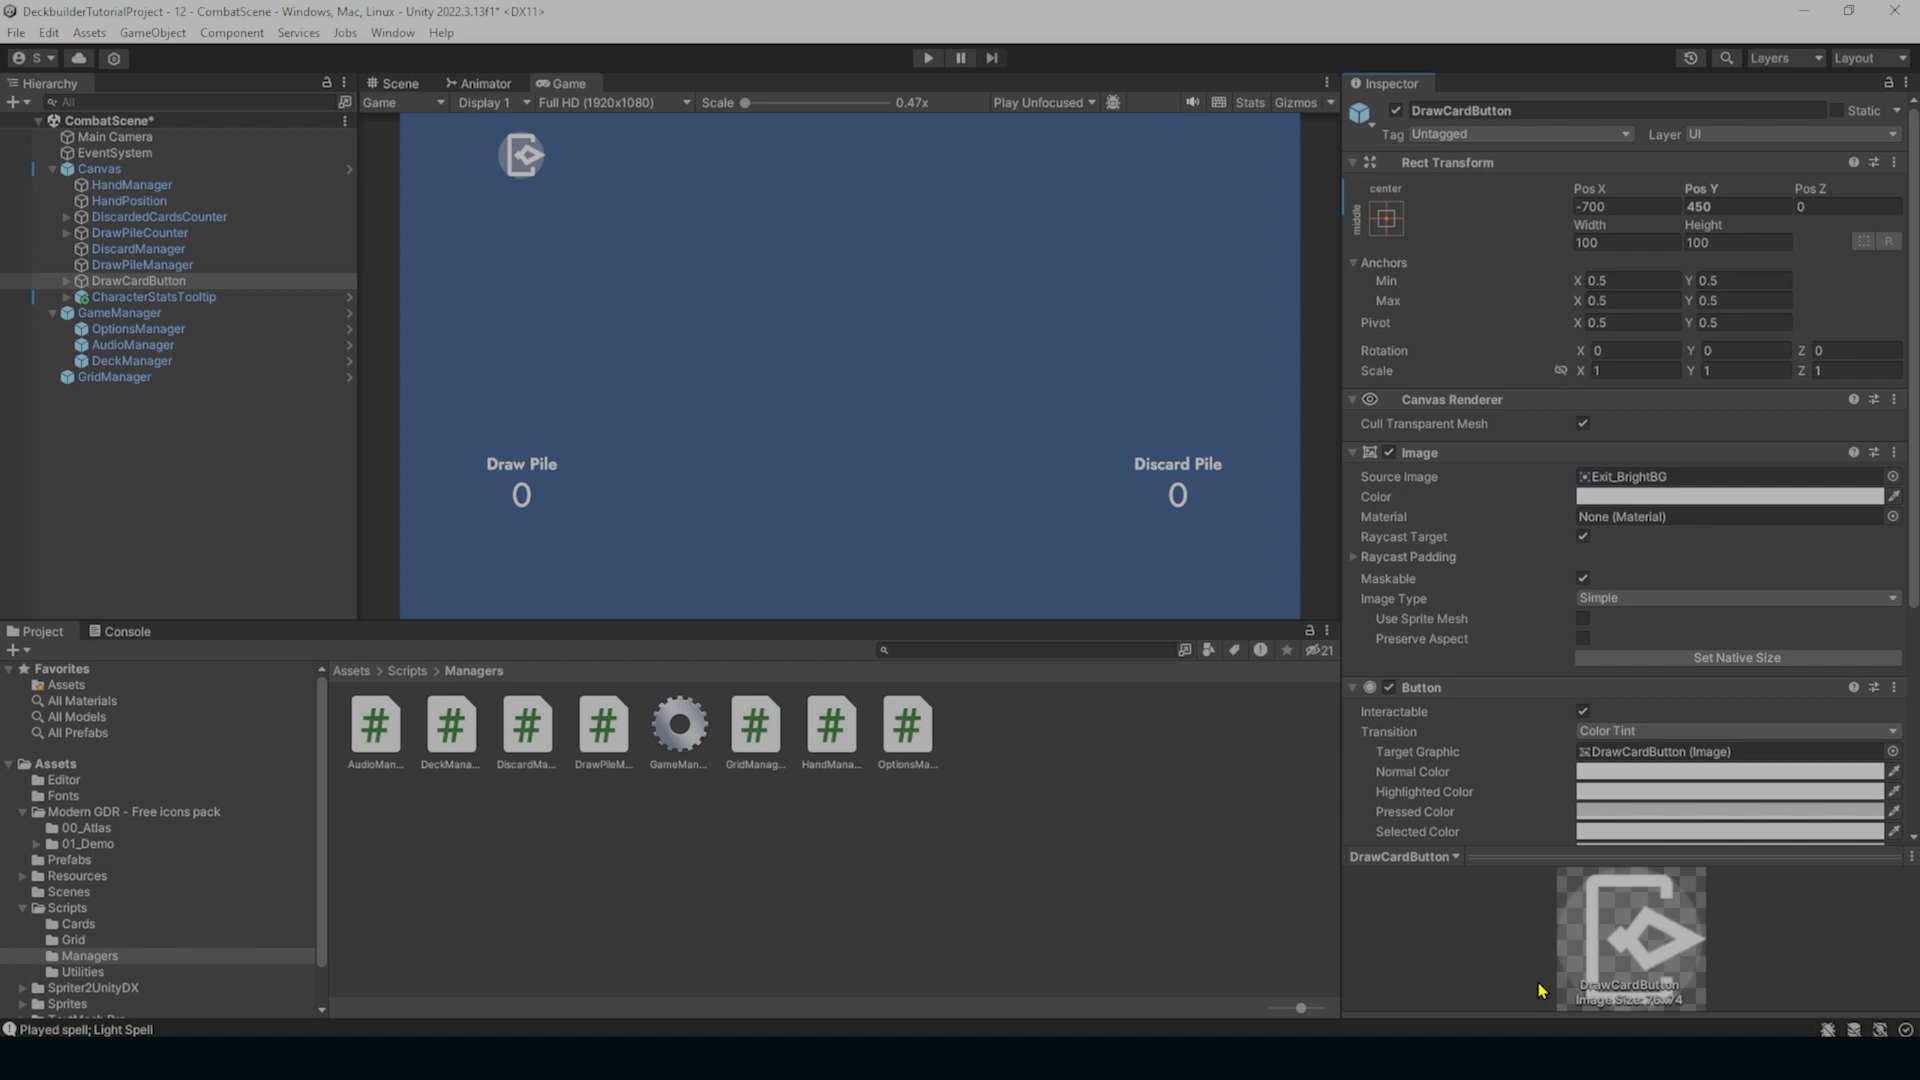 DeckbuilderTutorialProject - 12 - CombatScene - Windows, Mac, Linux - Unity 2022.3.13f1* <DX11>
File Edit Assets GameObject Component Services Jobs Window Help
S Layers Layout
Hierarchy
All
CombatScene*
Main Camera
EventSystem
Canvas
HandManager
HandPosition
DiscardedCardsCounter
DrawPileCounter
DiscardManager
DrawPileManager
DrawCardButton
CharacterStatsTooltip
GameManager
OptionsManager
AudioManager
DeckManager
GridManager
Scene Animator Game
Game Display 1 Full HD (1920x1080) Scale 0.47x Play Unfocused Stats Gizmos
Draw Pile
0
Discard Pile
0
Inspector
DrawCardButton Static
Tag Untagged Layer UI
Rect Transform
center
middle
Pos X Pos Y Pos Z
-700 450 0
Width Height
100 100
R
Anchors
Min X 0.5 Y 0.5
Max X 0.5 Y 0.5
Pivot X 0.5 Y 0.5
Rotation X 0 Y 0 Z 0
Scale X 1 Y 1 Z 1
Canvas Renderer
Cull Transparent Mesh
Image
Source Image Exit_BrightBG
Color
Material None (Material)
Raycast Target
Raycast Padding
Maskable
Image Type Simple
Use Sprite Mesh
Preserve Aspect
Set Native Size
Button
Interactable
Transition Color Tint
Target Graphic DrawCardButton (Image)
Normal Color
Highlighted Color
Pressed Color
Selected Color
DrawCardButton
DrawCardButton
Image Size: 76x74
Project Console
21
Favorites
Assets
All Materials
All Models
All Prefabs
Assets
Editor
Fonts
Modern GDR - Free icons pack
00_Atlas
01_Demo
Prefabs
Resources
Scenes
Scripts
Cards
Grid
Managers
Utilities
Spriter2UnityDX
Sprites
Assets > Scripts > Managers
# # # # # # #
AudioMan... DeckMana... DiscardMa... DrawPileM... GameMan... GridManag... HandMana... OptionsMa...
Played spell; Light Spell